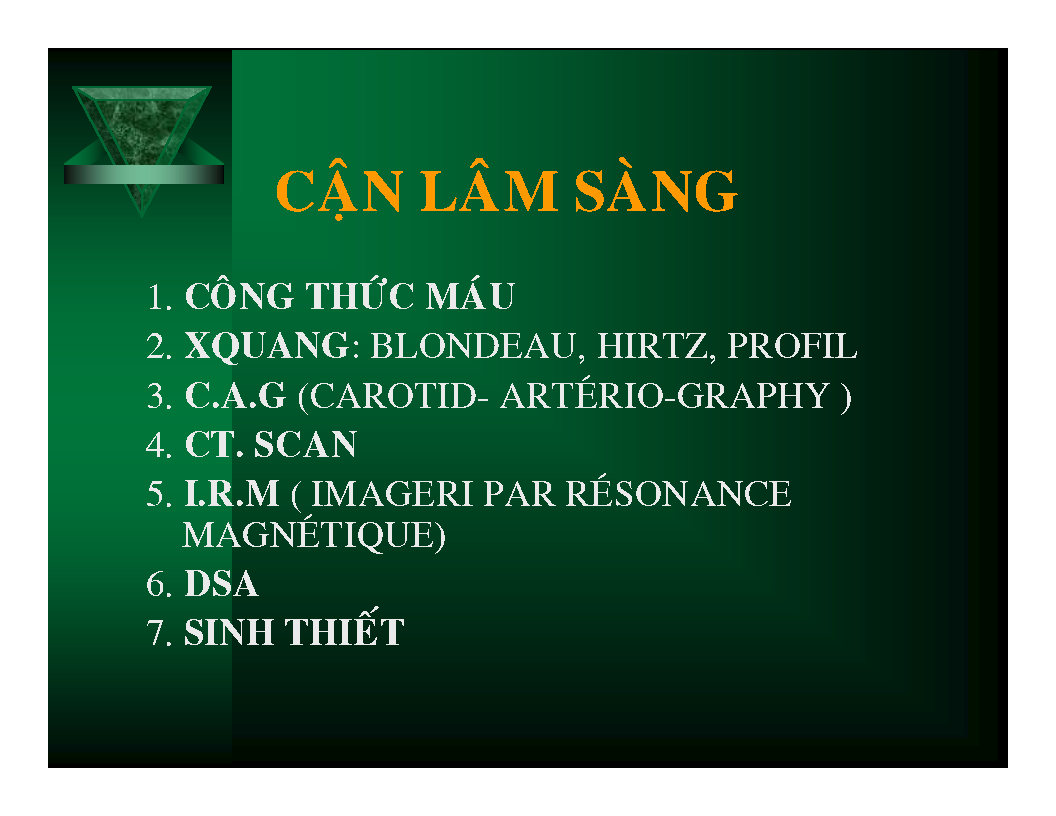 CẬN LÂM SÀNG
1. CÔNG THỨC MÁU
2. XQUANG: BLONDEAU, HIRTZ, PROFIL
3. C.A.G (CAROTID- ARTÉRIO-GRAPHY )
4. CT. SCAN
5. I.R.M ( IMAGERI PAR RÉSONANCE
MAGNÉTIQUE)
6. DSA
7. SINH THIẾT